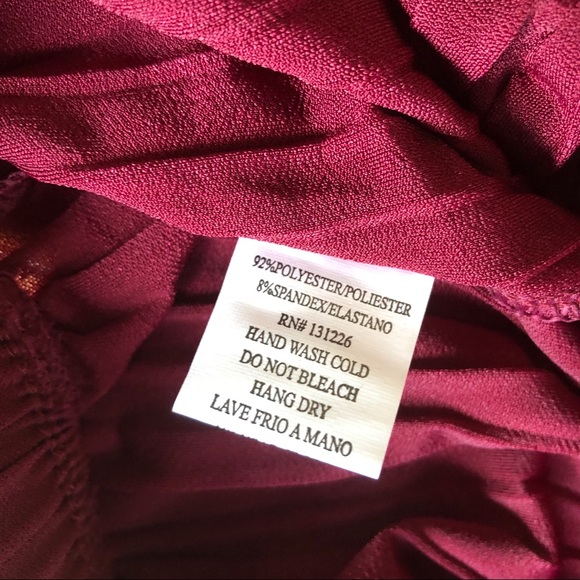 92%POLYESTER/POLIESTER
8%SPANDEX/ELASTANO
RN# 131226
HAND WASH COLD
DO NOT BLEACH
HANG DRY
LAVE FRIO A MANO